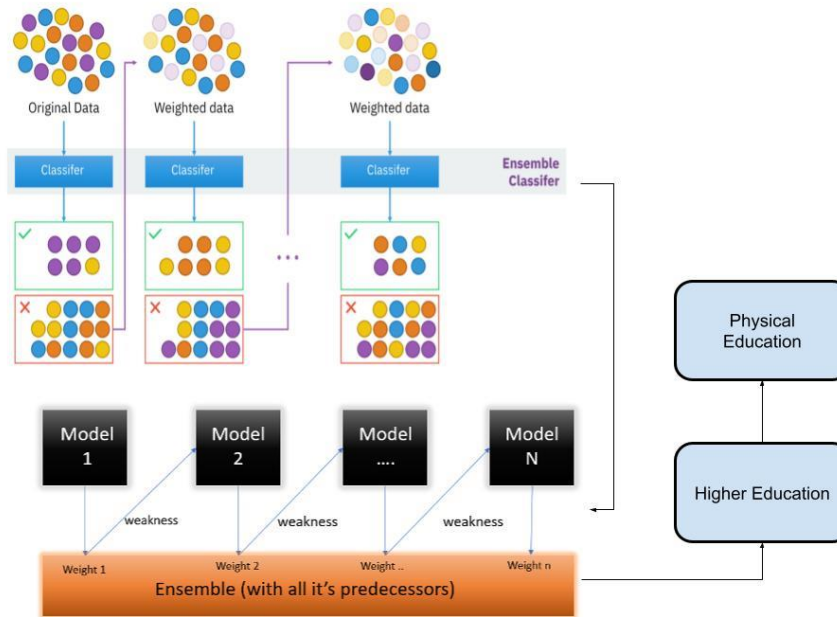 Original Data
Weighted data
Weighted data
Classifer
Classifer
Classifer
Ensemble
Classifer
...
Model
1
Model
2
Model
....
Model
N
weakness
weakness
weakness
Weight 1
Weight 2
Weight ..
Weight n
Ensemble (with all it's predecessors)
Physical
Education
Higher Education